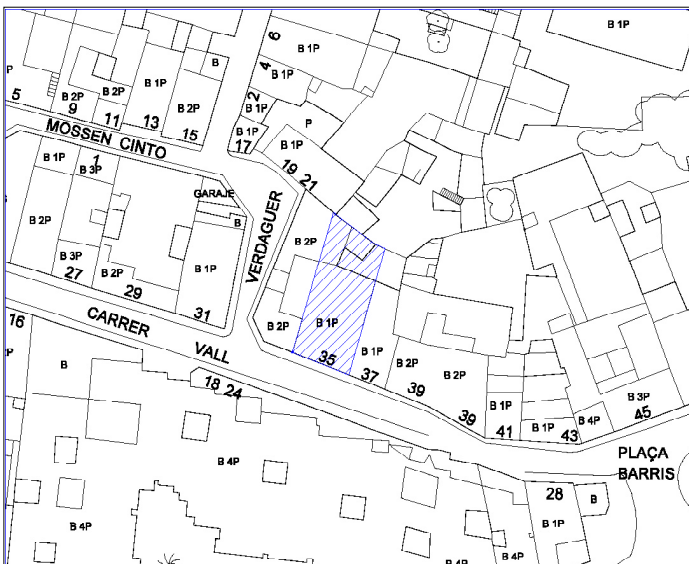 B 1P
6
B 1P
B
B 1P
P
4
B 1P
5
B 2P
9
B 2P
11
13
B 2P
15
2
B 1P
P
B 1P
17
B 1P
MOSSEN CINTO
19 21
B 1P
1
B 3P
GARAJE
B
VERDAGUER
B 2P
B 2P
B 3P
27
B 2P
29
B 1P
31
16
CARRER
VALL
B 2P
B 1P
35
B 1P
37
B 2P
39
B 2P
39
B 1P
41
B 1P
43
B 4P
B 3P
45
2P
B
18 24
PLAÇA
BARRIS
B 4P
28
B
B 1P
B 4P
B 4P
B 4P